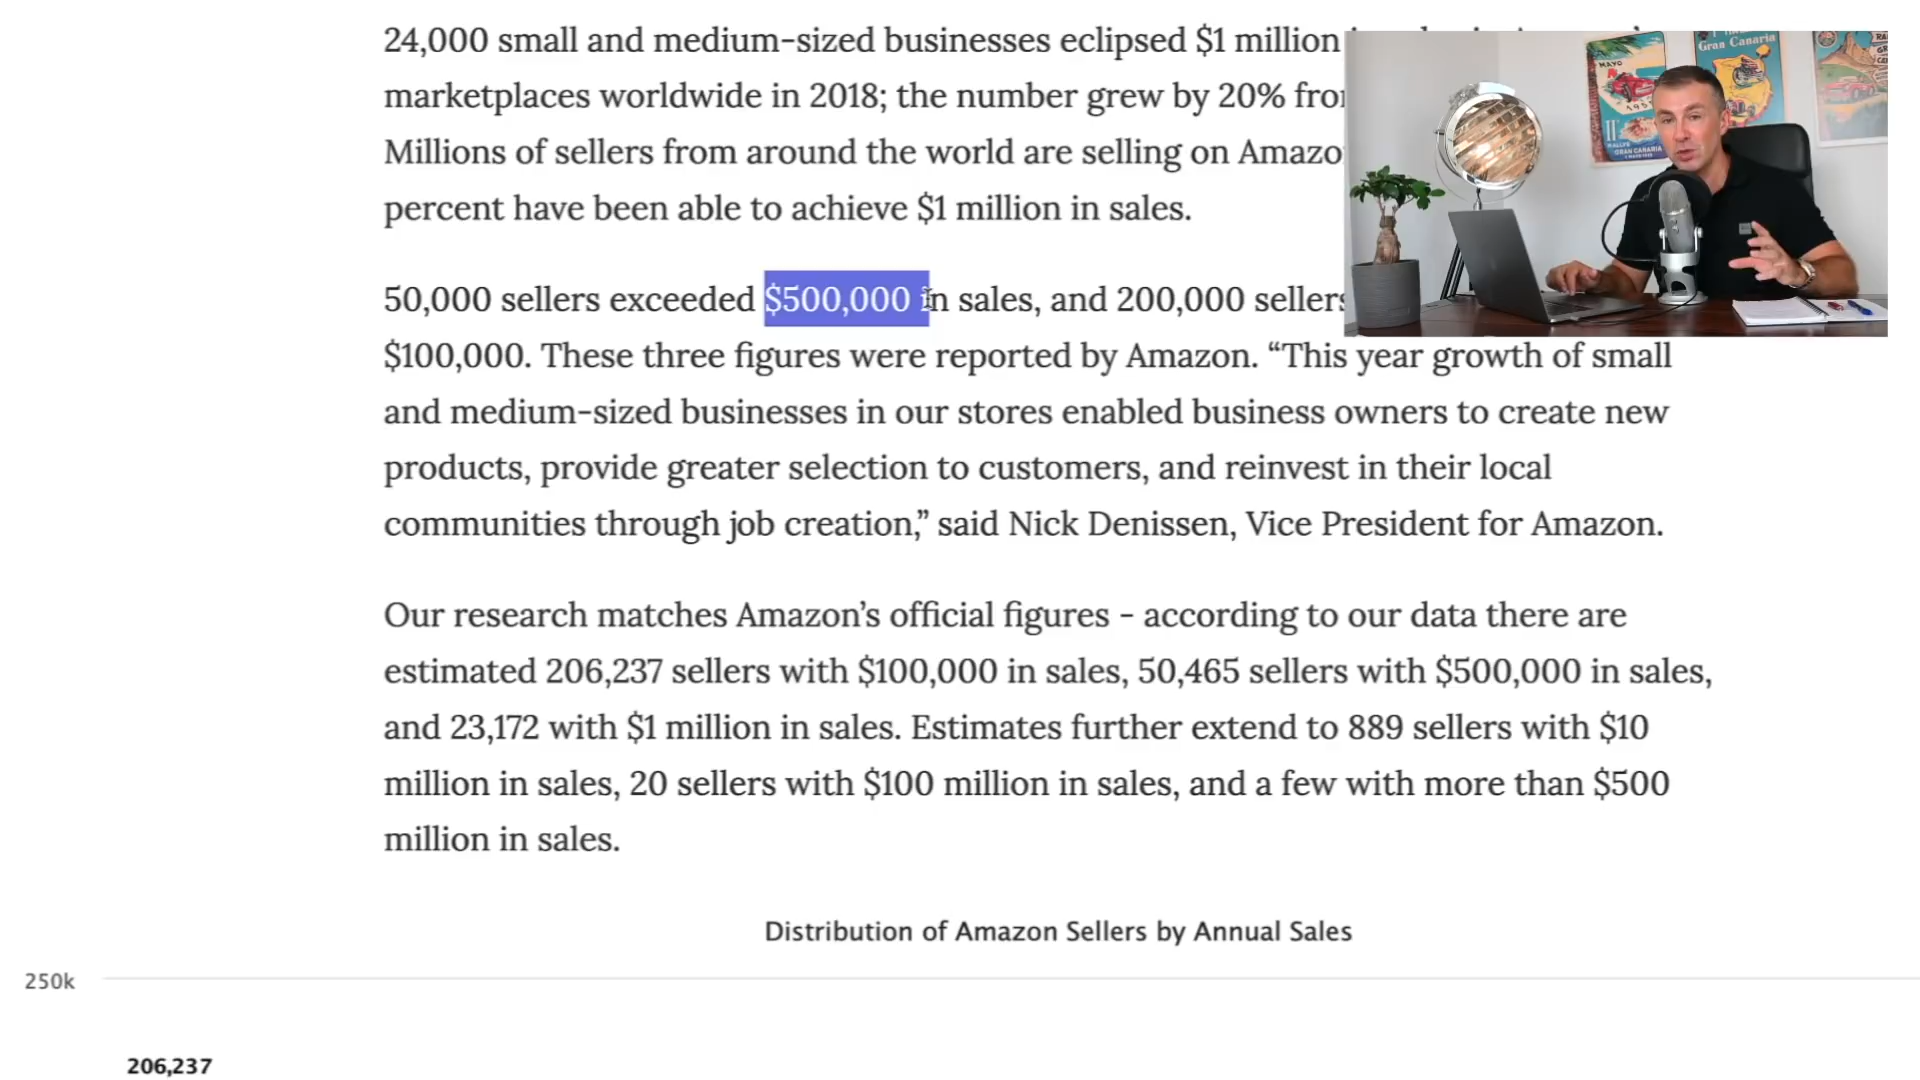 24,000 small and medium-sized businesses eclipsed $1 million
marketplaces worldwide in 2018; the number grew by 20%
Millions of sellers from around the world are selling on
percent have been able to achieve $1 million in sales.
50,000 sellers exceeded $500,000 in sales, and 200,000 sellers
$100,000. These three figures were reported by Amazon. “This year growth of small
and medium-sized businesses in our stores enabled business owners to create new
products, provide greater selection to customers, and reinvest in their local
communities through job creation,” said Nick Denissen, Vice President for Amazon.
Our research matches Amazon’s official figures – according to our data there are
estimated 206,237 sellers with $100,000 in sales, 50,465 sellers with $500,000 in sales,
and 23,172 with $1 million in sales. Estimates further extend to 889 sellers with $10
million in sales, 20 sellers with $100 million in sales, and a few with more than $500
million in sales.
Distribution of Amazon Sellers by Annual Sales
250k
206,237
Gran Canaria
MAYO
II
RALLYE
GRAN CANARIA